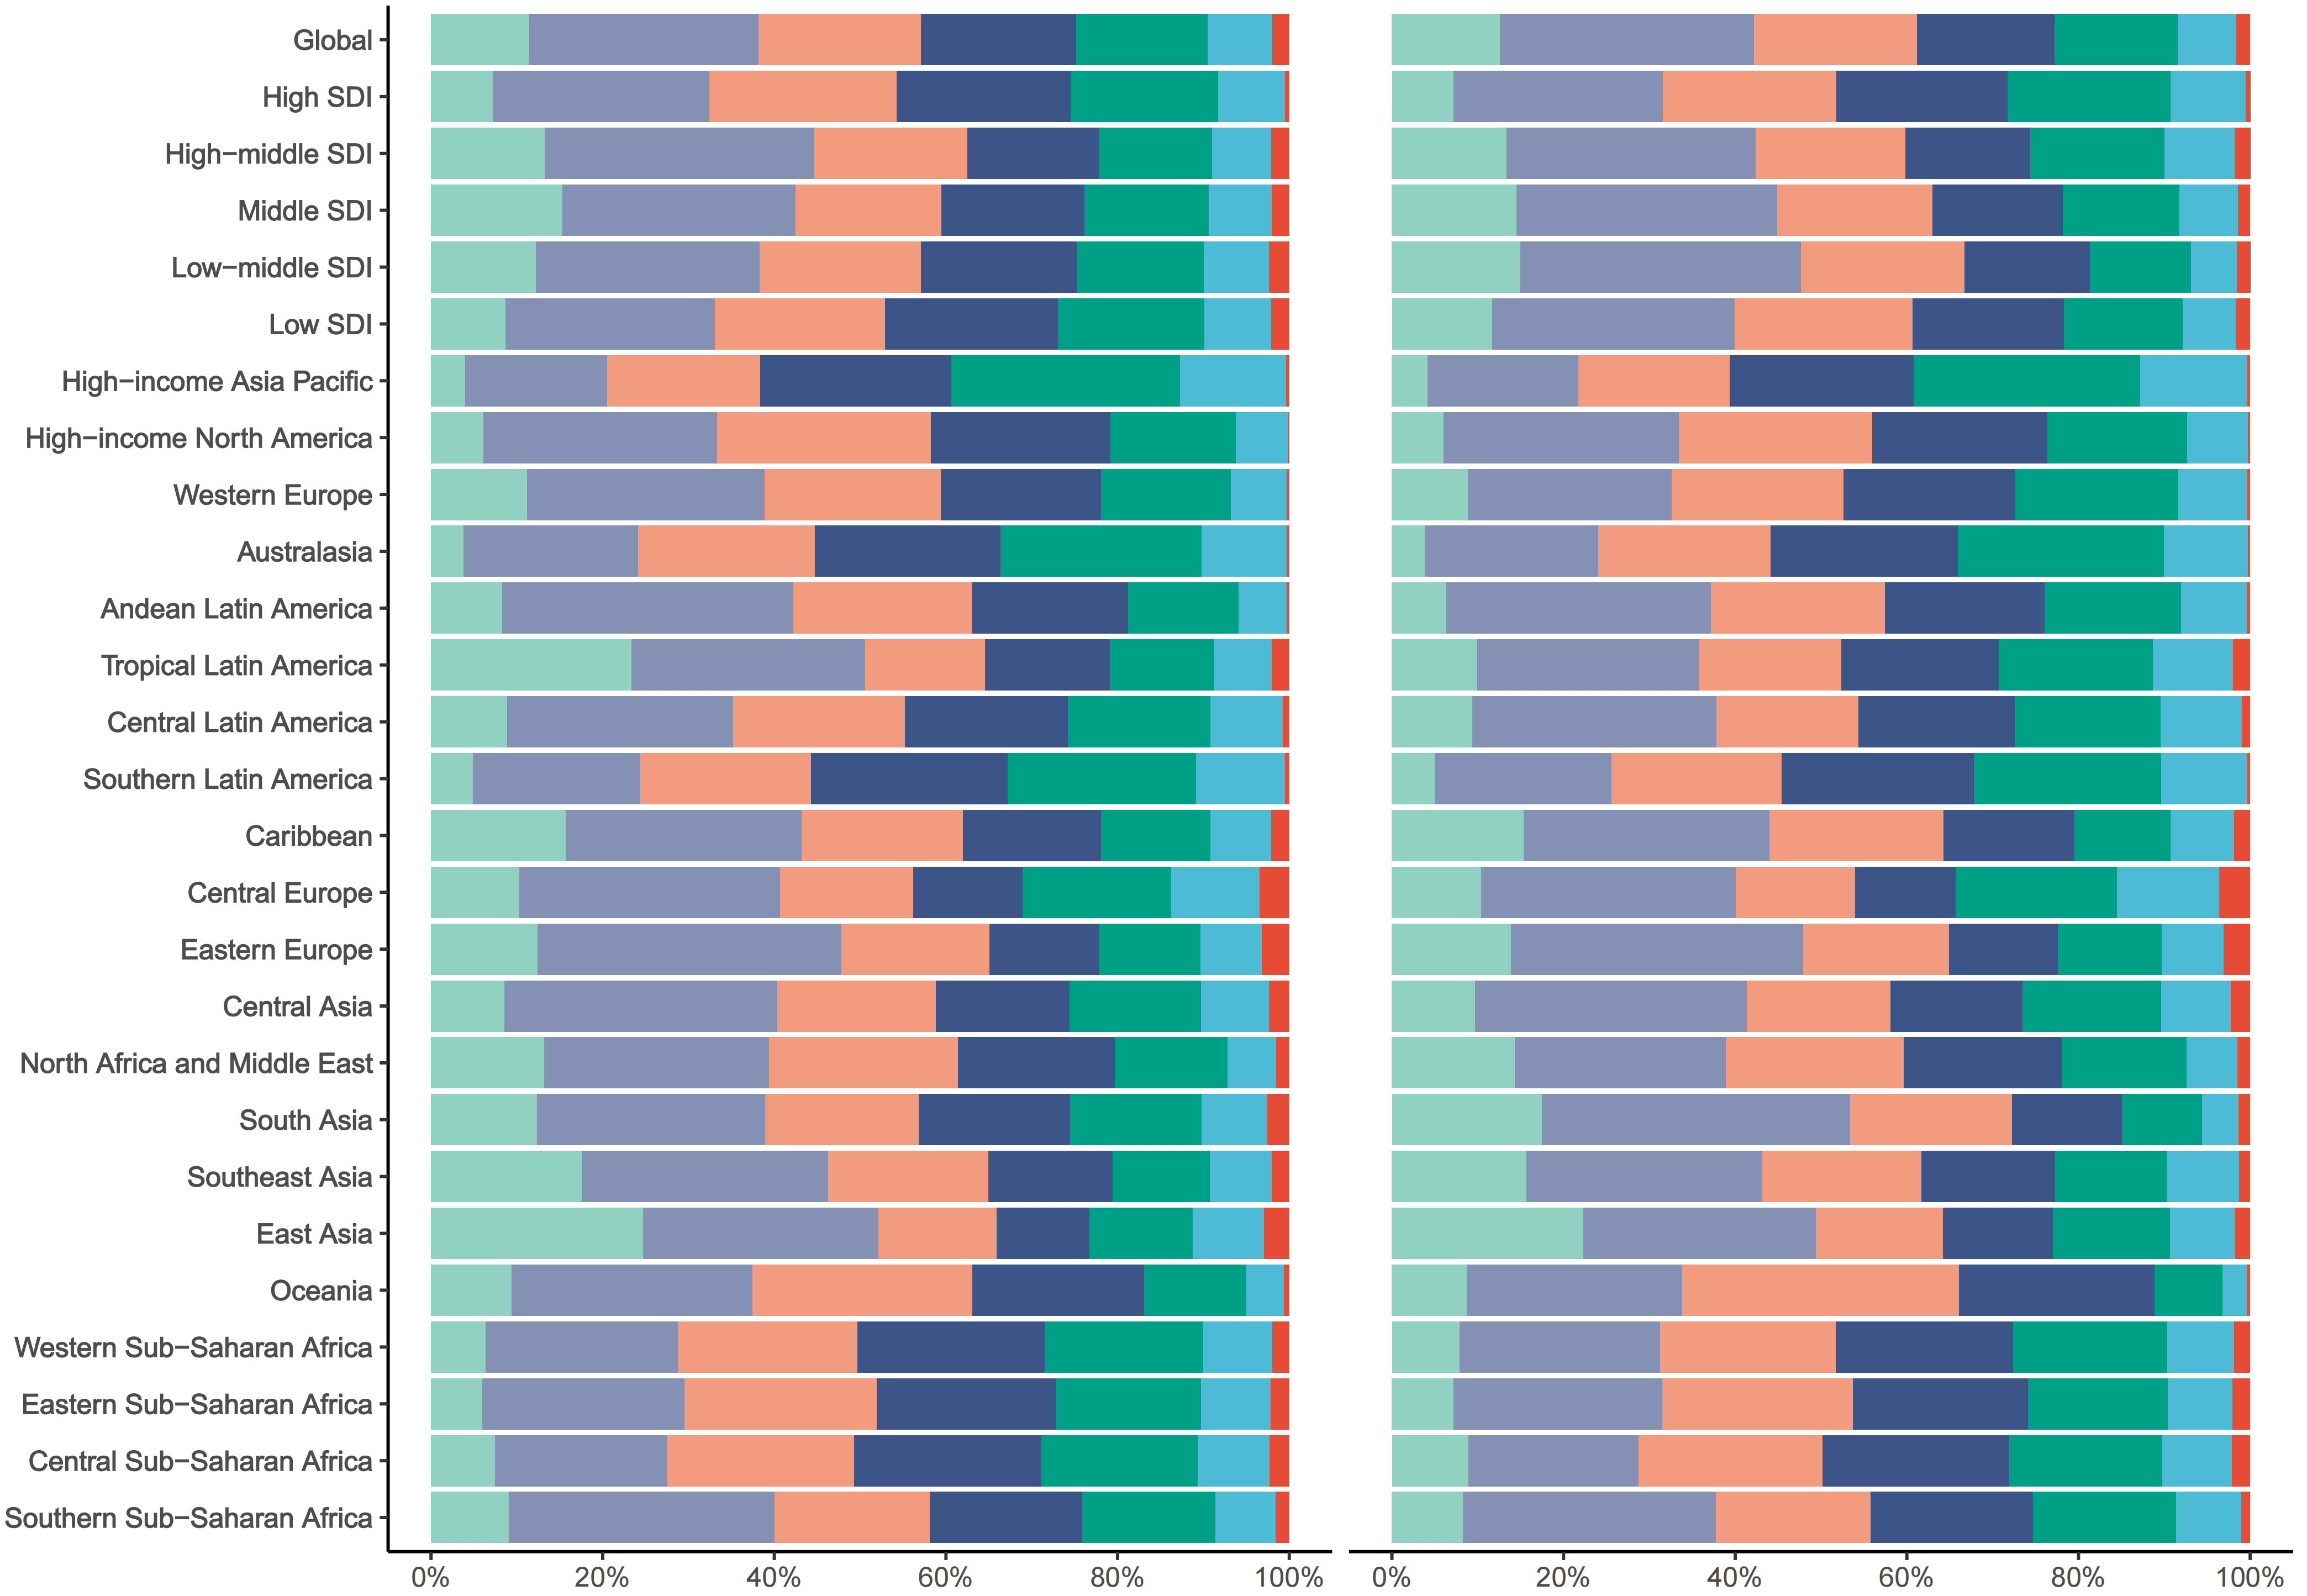 Global
High SDI
High−middle SDI
Middle SDI
Low−middle SDI
Low SDI
High−income Asia Pacific
High−income North America
Western Europe
Australasia
Andean Latin America
Tropical Latin America
Central Latin America
Southern Latin America
Caribbean
Central Europe
Eastern Europe
Central Asia
North Africa and Middle East
South Asia
Southeast Asia
East Asia
Oceania
Western Sub−Saharan Africa
Eastern Sub−Saharan Africa
Central Sub−Saharan Africa
Southern Sub−Saharan Africa
0% 20% 40% 60% 80% 100% 0% 20% 40% 60% 80% 100%